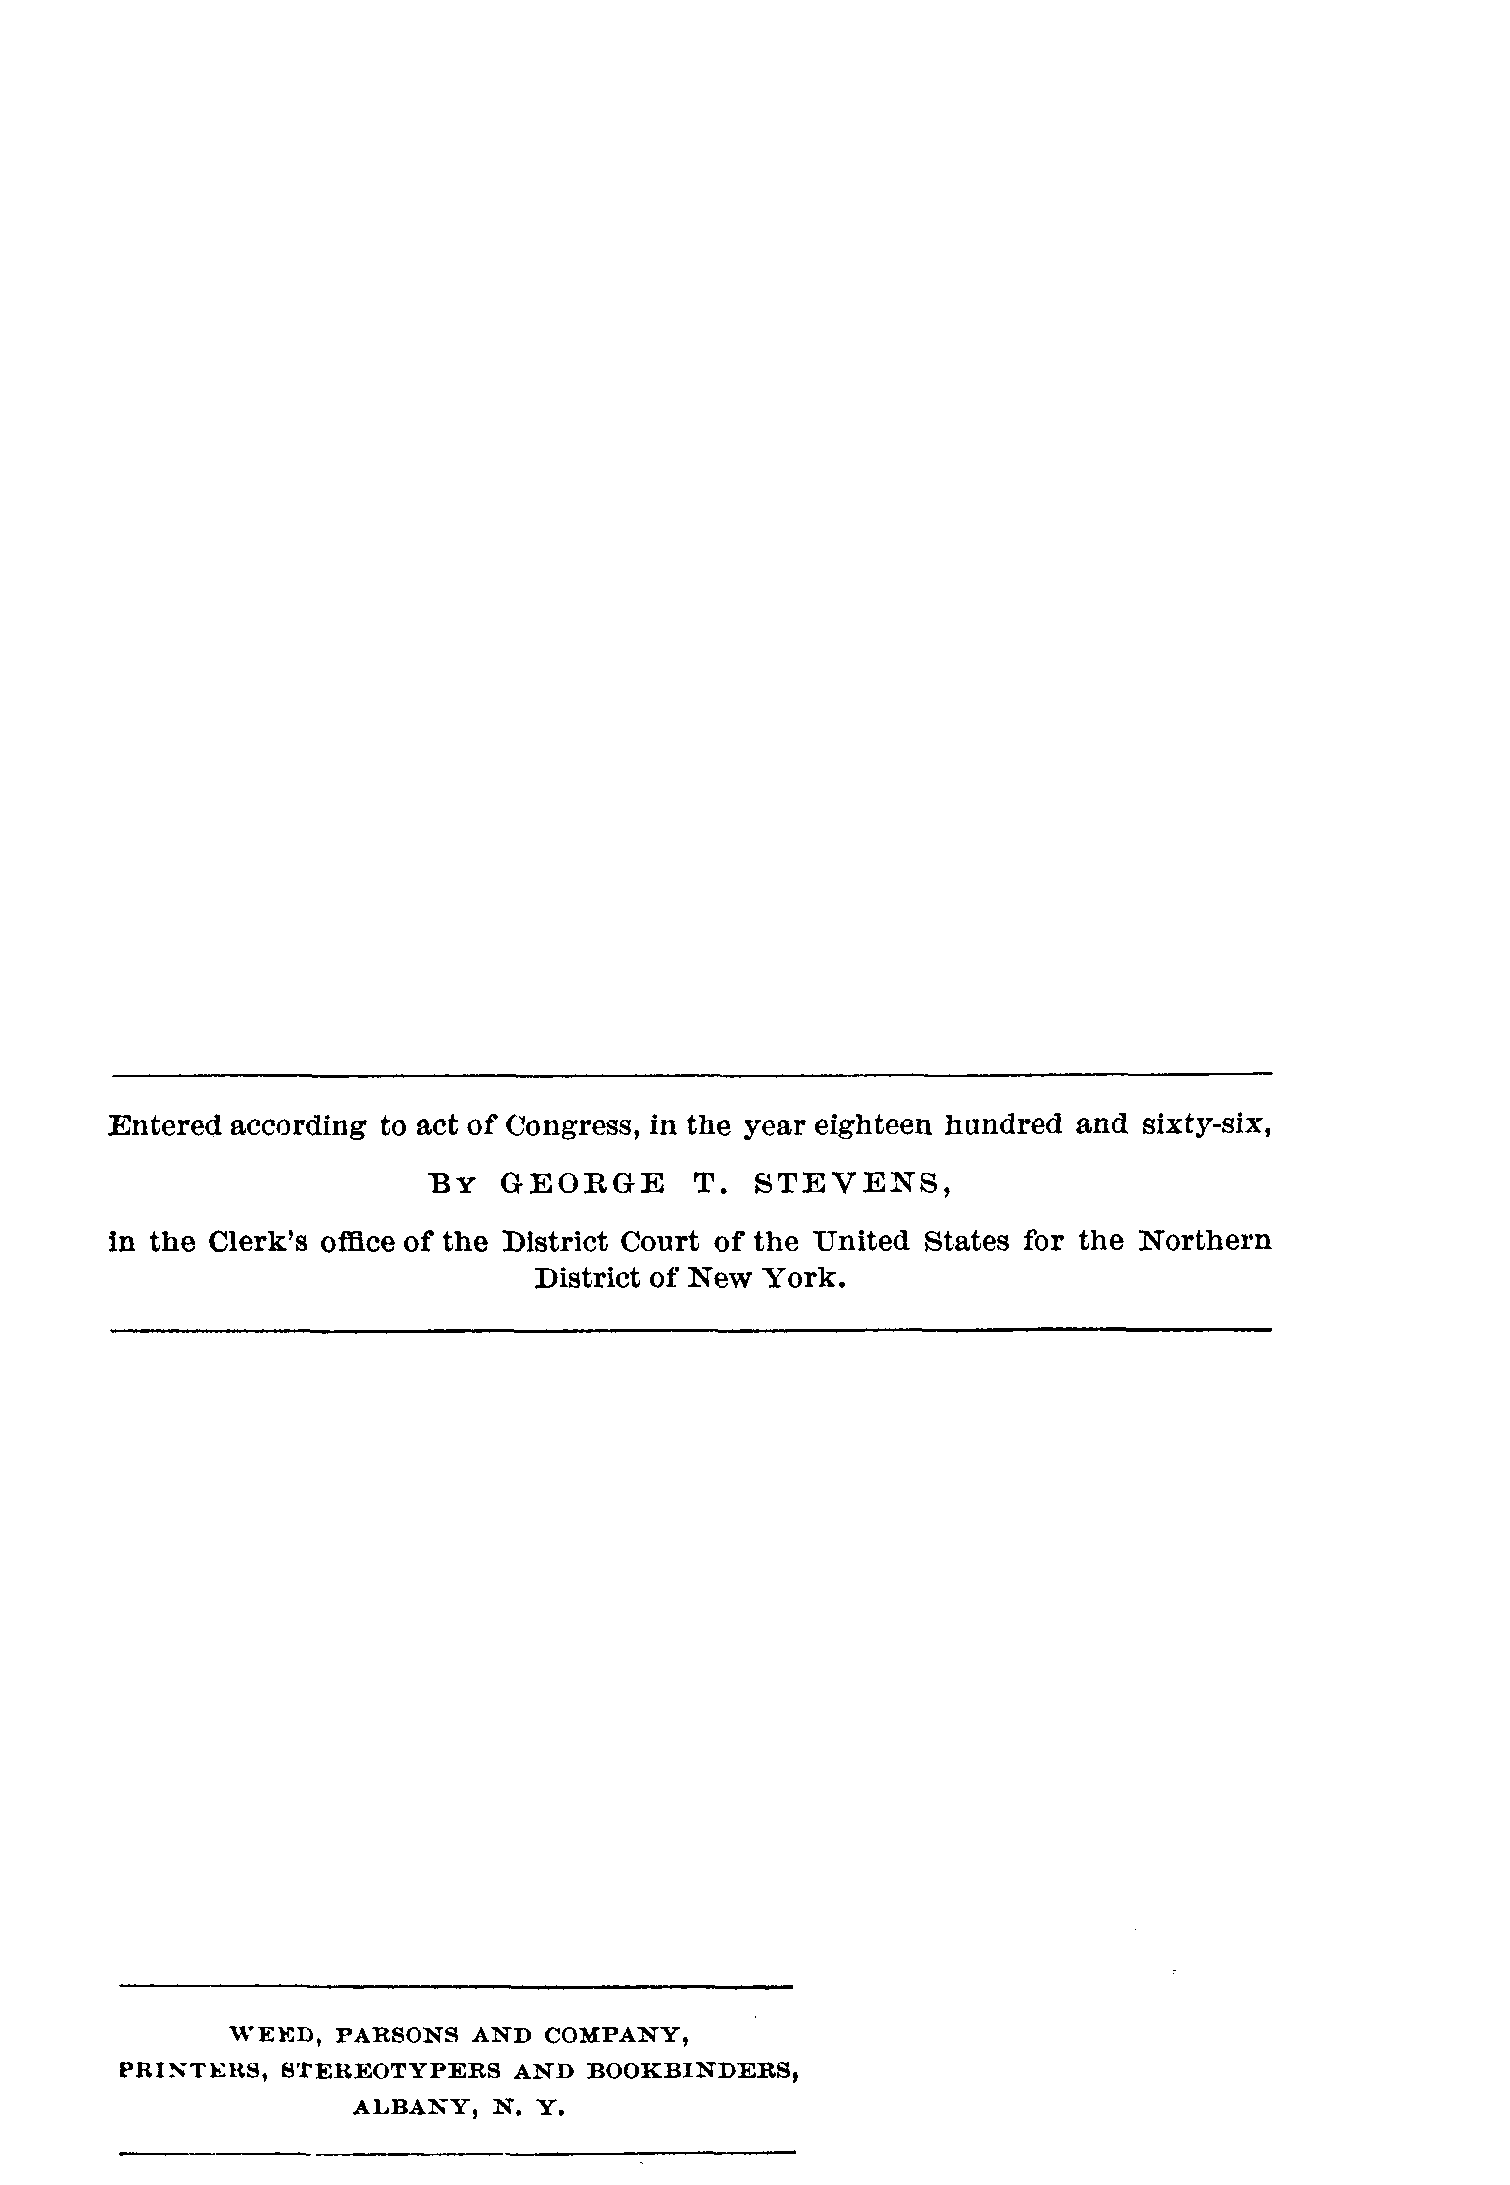 Entered according to act of Congress, in the year eighteen hundred and sixty-six,
BY GEORGE T. STEVENS,
in the Clerk's office of the District Court of the United States for the Northern
District of New York.
WEED, PARSONS AND COMPANY,
PRINTERS, STEREOTYPERS AND BOOKBINDERS,
ALBANY, N. Y.